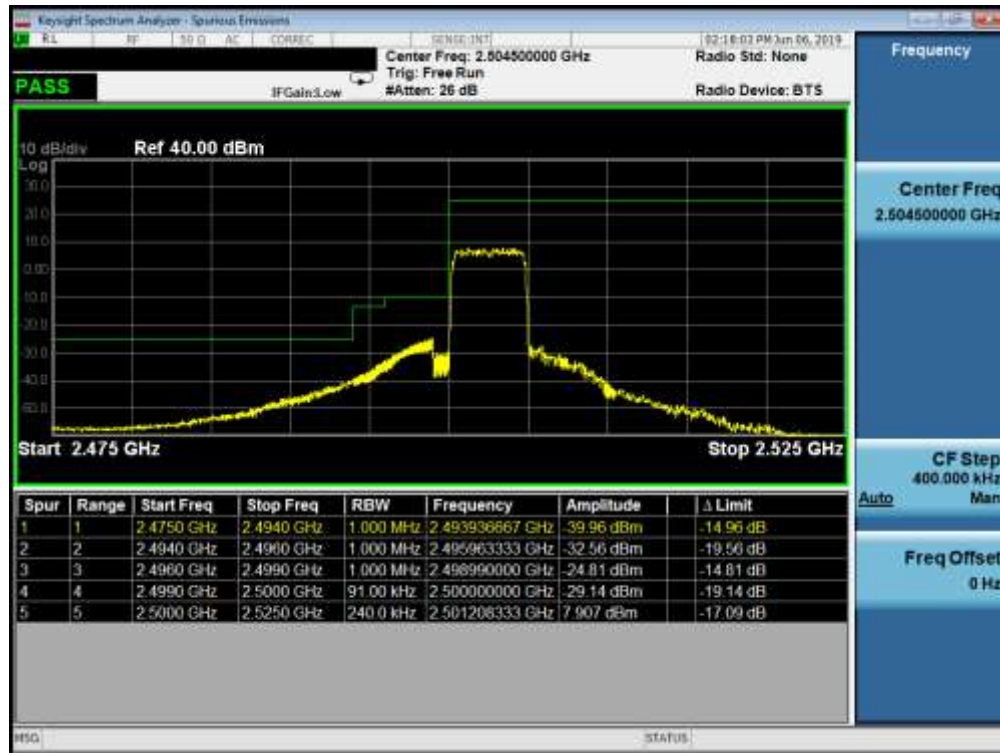 Keysight Spectrum Analyzer - Spurious Emissions
RL RF 50 Ω AC CORREC SENSE:INT 02:18:03 PM Jun 06, 2019
Center Freq: 2.504500000 GHz Radio Std: None
Trig: Free Run
PASS IFGain:Low #Atten: 26 dB Radio Device: BTS
10 dB/div Ref 40.00 dBm
Log
30.0
20.0
10.0
0.00
-10.0
-20.0
-30.0
-40.0
-50.0
Start 2.475 GHz Stop 2.525 GHz
Spur Range Start Freq Stop Freq RBW Frequency Amplitude Δ Limit
1 1 2.4750 GHz 2.4940 GHz 1.000 MHz 2.493936667 GHz -39.96 dBm -14.96 dB
2 2 2.4940 GHz 2.4960 GHz 1.000 MHz 2.495963333 GHz -32.56 dBm -19.56 dB
3 3 2.4960 GHz 2.4990 GHz 1.000 MHz 2.498990000 GHz -24.81 dBm -14.81 dB
4 4 2.4990 GHz 2.5000 GHz 91.00 kHz 2.500000000 GHz -29.14 dBm -19.14 dB
5 5 2.5000 GHz 2.5250 GHz 240.0 kHz 2.501208333 GHz 7.907 dBm -17.09 dB
MSG STATUS
Frequency
Center Freq
2.504500000 GHz
CF Step
400.000 kHz
Auto Man
Freq Offset
0 Hz